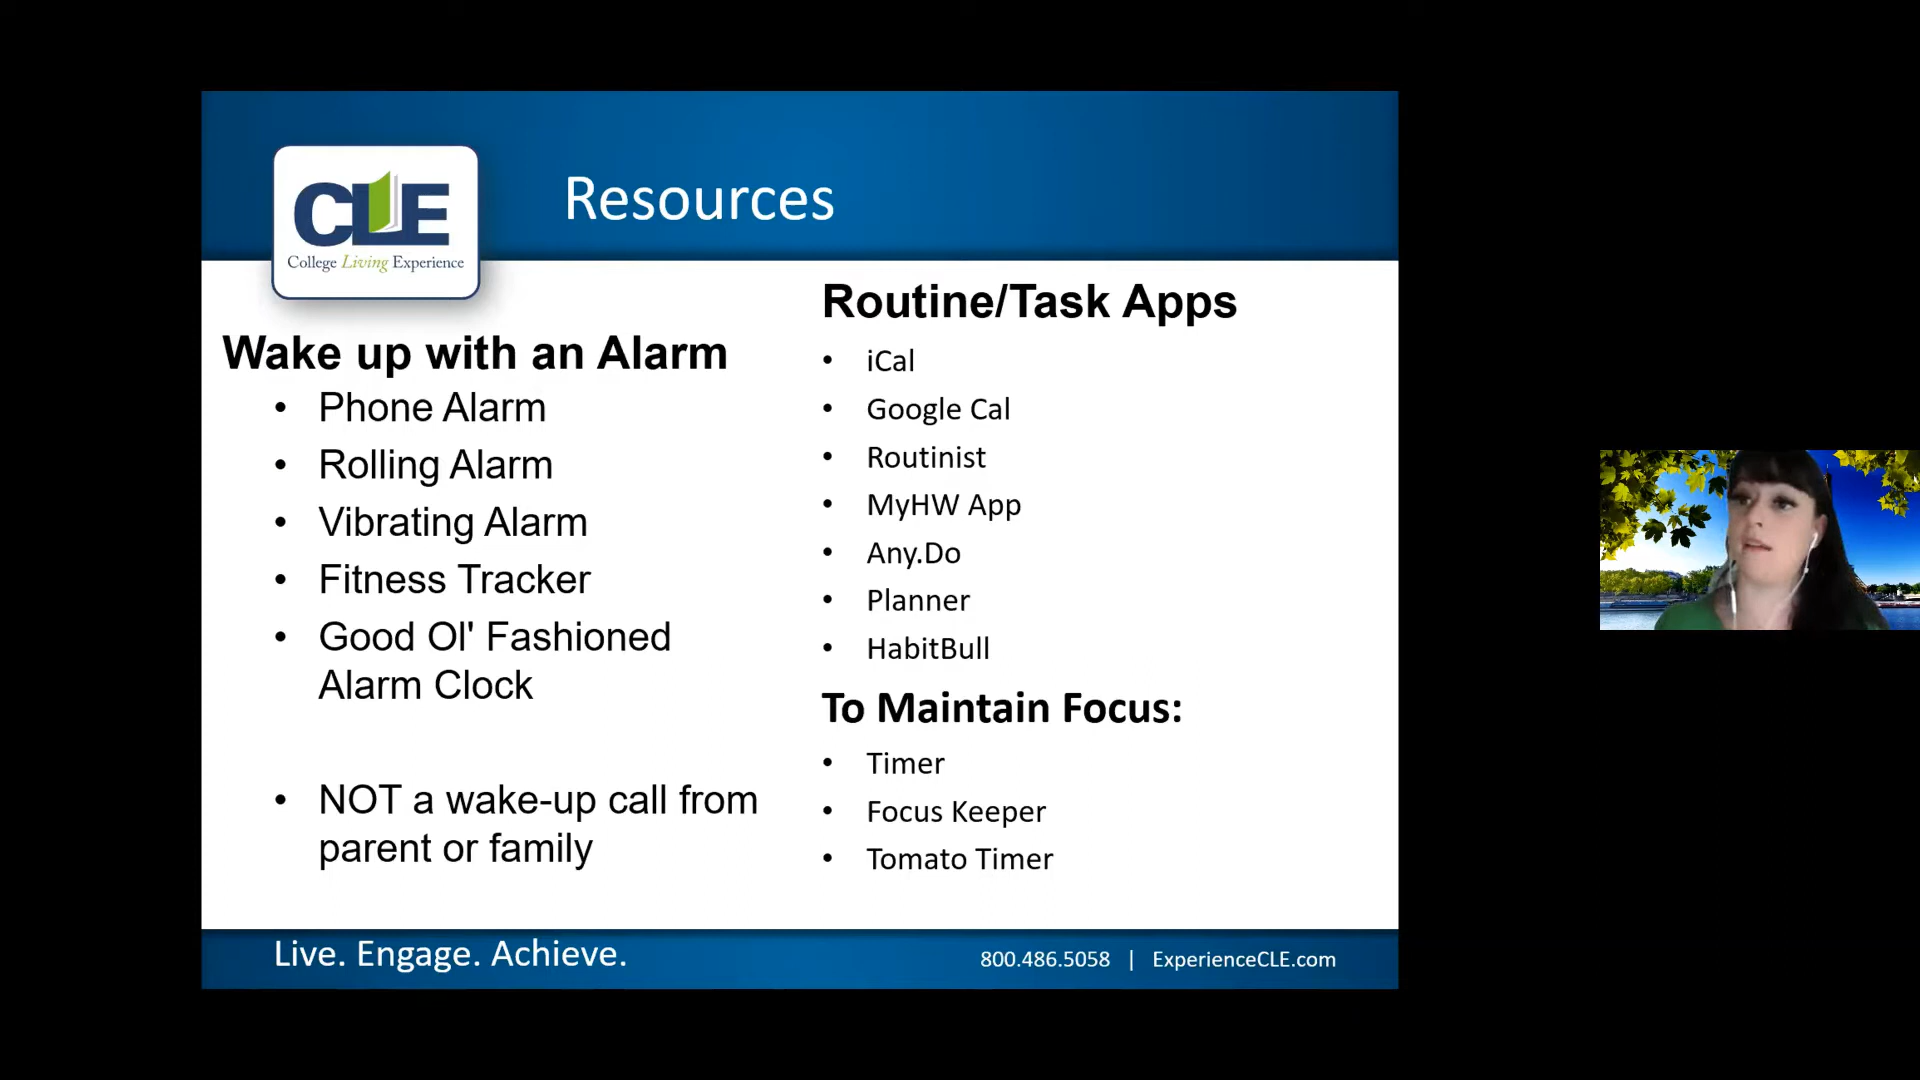 CLE
College Living Experience
Resources
Wake up with an Alarm
• Phone Alarm
• Rolling Alarm
• Vibrating Alarm
• Fitness Tracker
• Good Ol' Fashioned
Alarm Clock
• NOT a wake-up call from
parent or family
Routine/Task Apps
• iCal
• Google Cal
• Routinist
• MyHW App
• Any.Do
• Planner
• HabitBull
To Maintain Focus:
• Timer
• Focus Keeper
• Tomato Timer
Live. Engage. Achieve.
800.486.5058 | ExperienceCLE.com